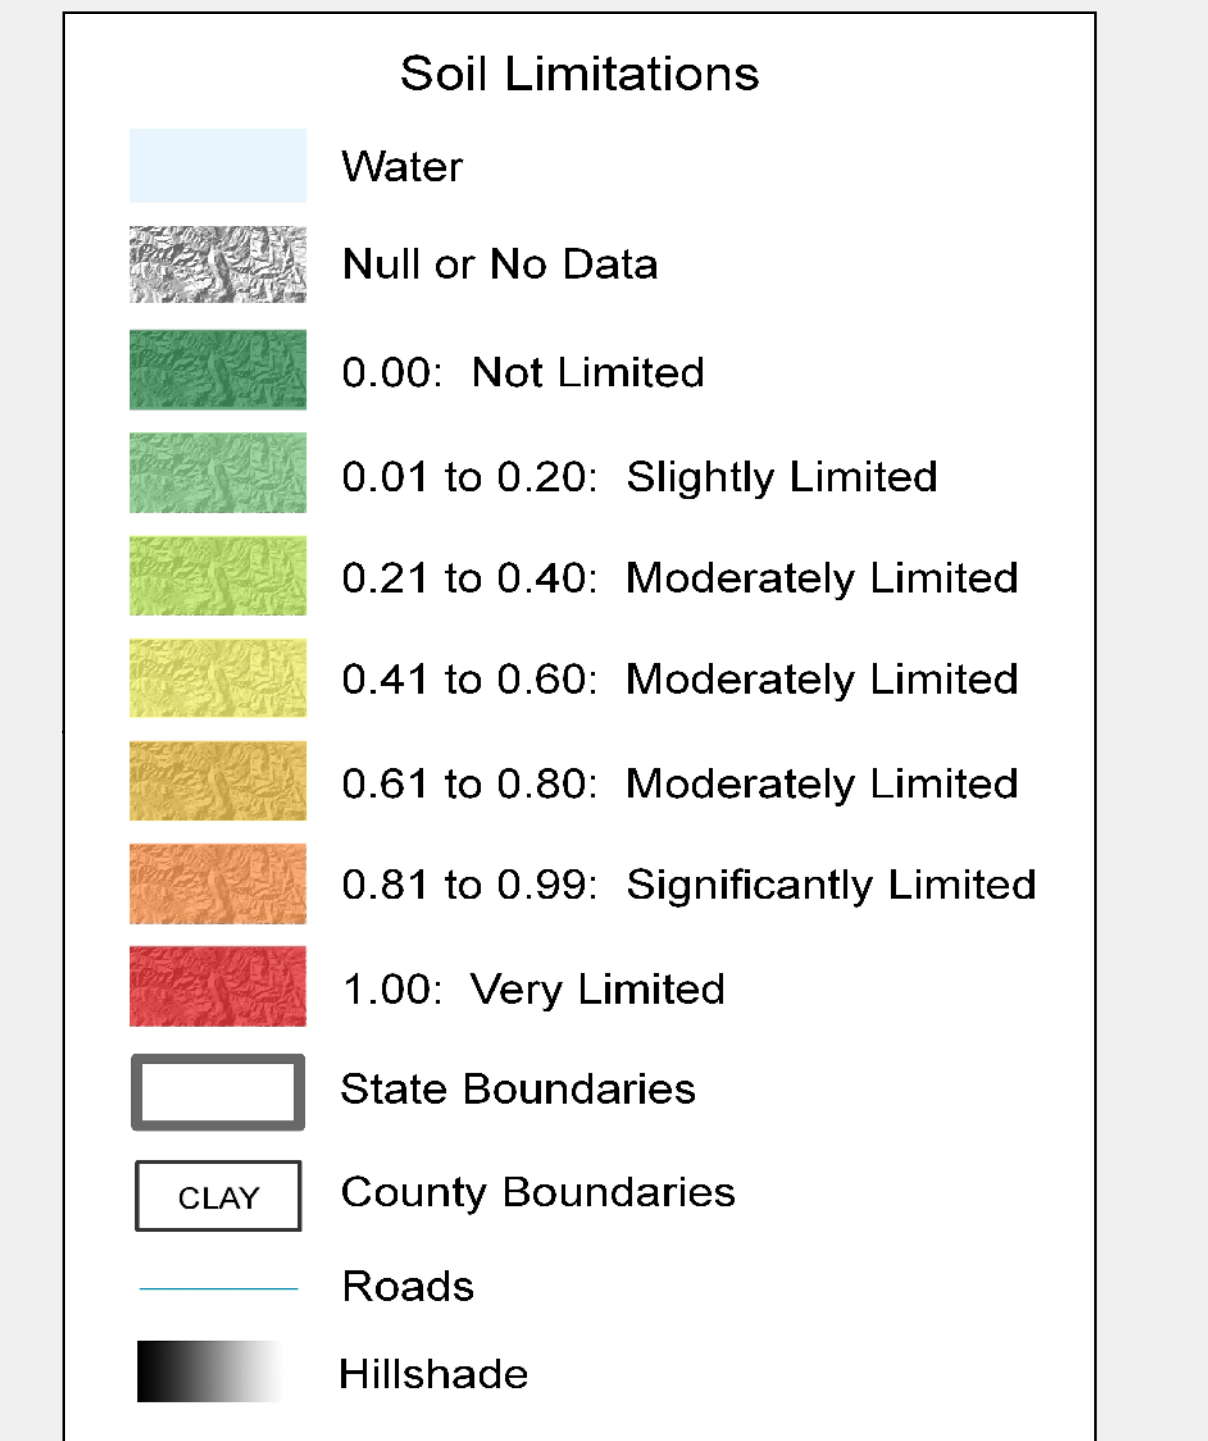 Soil Limitations
Water
Null or No Data
0.00: Not Limited
0.01 to 0.20: Slightly Limited
0.21 to 0.40: Moderately Limited
0.41 to 0.60: Moderately Limited
0.61 to 0.80: Moderately Limited
0.81 to 0.99: Significantly Limited
1.00: Very Limited
State Boundaries
CLAY County Boundaries
Roads
Hillshade